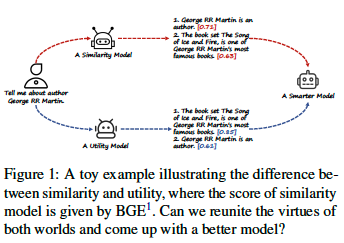 1. George RR Martin is an
author. [0.71]
2. The book set The Song
of Ice and Fire, is one of
George RR Martin's most
famous books. [0.65]
A Similarity Model
Tell me about author
George RR Martin.
A Smarter Model
1. The book set The Song
of Ice and Fire, is one of
George RR Martin's most
famous books. [0.85]
2. George RR Martin is an
author. [0.62]
A Utility Model
Figure 1: A toy example illustrating the difference be-
tween similarity and utility, where the score of similarity
model is given by BGE¹. Can we reunite the virtues of
both worlds and come up with a better model?